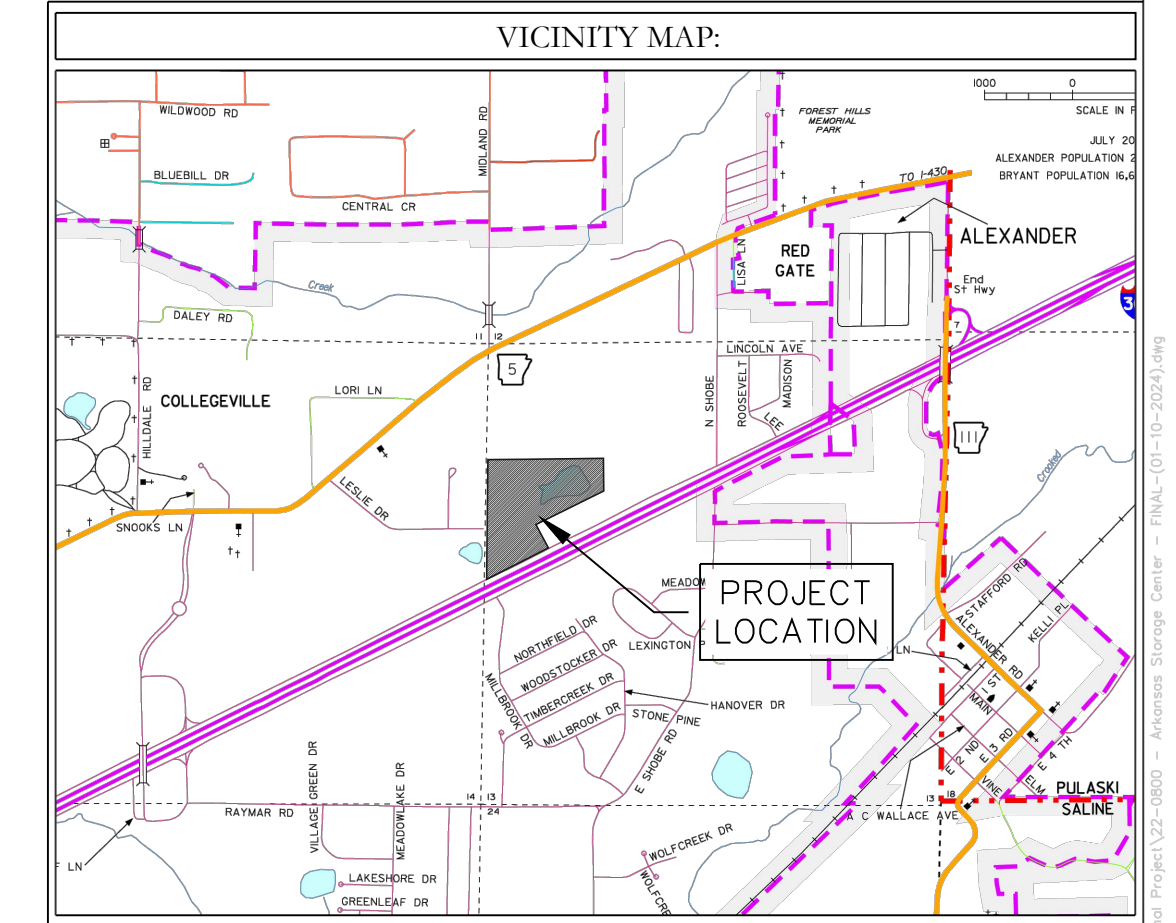 VICINITY MAP:
WILDWOOD RD
MIDLAND RD
FOREST HILLS
MEMORIAL
PARK
1000 0
SCALE IN F
JULY 20
ALEXANDER POPULATION 2
BRYANT POPULATION 16,6
BLUEBILL DR
CENTRAL CR
TO I-430
ALEXANDER
LISA LN
RED
GATE
End
St Hwy
Creek
DALEY RD
7
11 12
5
LINCOLN AVE
LORI LN
COLLEGEVILLE
HILLDALE RD
N SHOBE
ROOSEVELT
MADISON
LEE
111
Crooked
LESLIE DR
SNOOKS LN
PROJECT
LOCATION
MEADOW
LEXINGTON P
NORTHFIELD DR
WOODSTOCKER DR
TIMBERCREEK DR
MILLBROOK DR
MILLBROOK DR
HANOVER DR
STONE PINE
E SHOBE RD
STAFFORD RD
KELLI PL
ALEXANDER RD
LN
1 ST
MAIN
E 2 ND
E 3 RD
E 4 TH
VINE
ELM
PULASKI
SALINE
14 13
24
13 18
A C WALLACE AVE
RAYMAR RD
VILLAGE GREEN DR
MEADOWLAKE DR
F LN
WOLFCREEK DR
WOLFCRE
LAKESHORE DR
GREENLEAF DR
nal Project\22-0800 - Arkansas Storage Center - FINAL-(01-10-2024).dwg